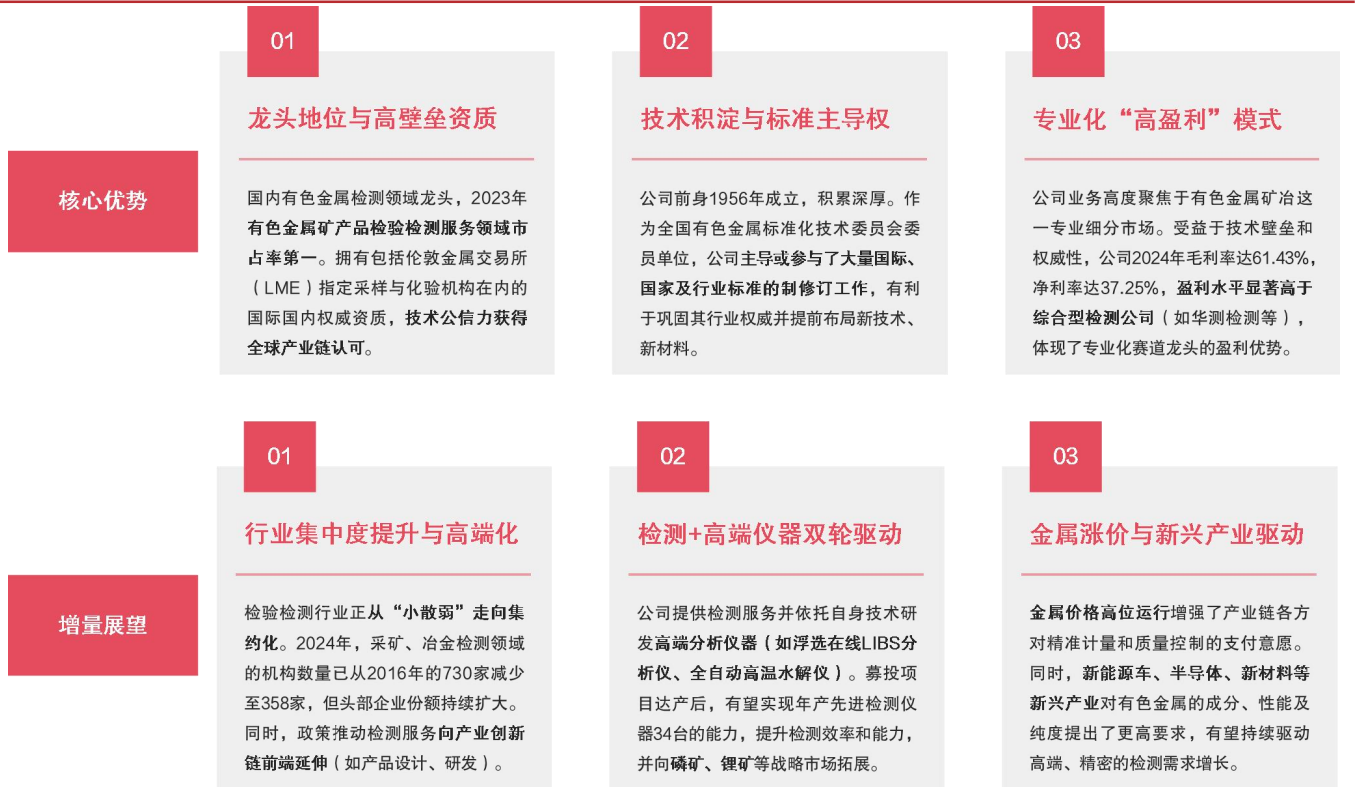 核心优势
01
龙头地位与高壁垒资质
国内有色金属检测领域龙头，2023年
有色金属矿产品检验检测服务领域市
占率第一。拥有包括伦敦金属交易所
（LME）指定采样与化验机构在内的
国际国内权威资质，技术公信力获得
全球产业链认可。
02
技术积淀与标准主导权
公司前身1956年成立，积累深厚。作
为全国有色金属标准化技术委员会委
员单位，公司主导或参与了大量国际、
国家及行业标准的制修订工作，有利
于巩固其行业权威并提前布局新技术、
新材料。
03
专业化“高盈利”模式
公司业务高度聚焦于有色金属矿冶这
一专业细分市场。受益于技术壁垒和
权威性，公司2024年毛利率达61.43%，
净利率达37.25%，盈利水平显著高于
综合型检测公司（如华测检测等），
体现了专业化赛道龙头的盈利优势。
增量展望
01
行业集中度提升与高端化
检验检测行业正从“小散弱”走向集
约化。2024年，采矿、冶金检测领域
的机构数量已从2016年的730家减少
至358家，但头部企业份额持续扩大。
同时，政策推动检测服务向产业创新
链前端延伸（如产品设计、研发）。
02
检测+高端仪器双轮驱动
公司提供检测服务并依托自身技术研
发高端分析仪器（如浮选在线LIBS分
析仪、全自动高温水解仪）。募投项
目达产后，有望实现年产先进检测仪
器34台的能力，提升检测效率和能力，
并向磷矿、锂矿等战略市场拓展。
03
金属涨价与新兴产业驱动
金属价格高位运行增强了产业链各方
对精准计量和质量控制的支付意愿。
同时，新能源车、半导体、新材料等
新兴产业对有色金属的成分、性能及
纯度提出了更高要求，有望持续驱动
高端、精密的检测需求增长。